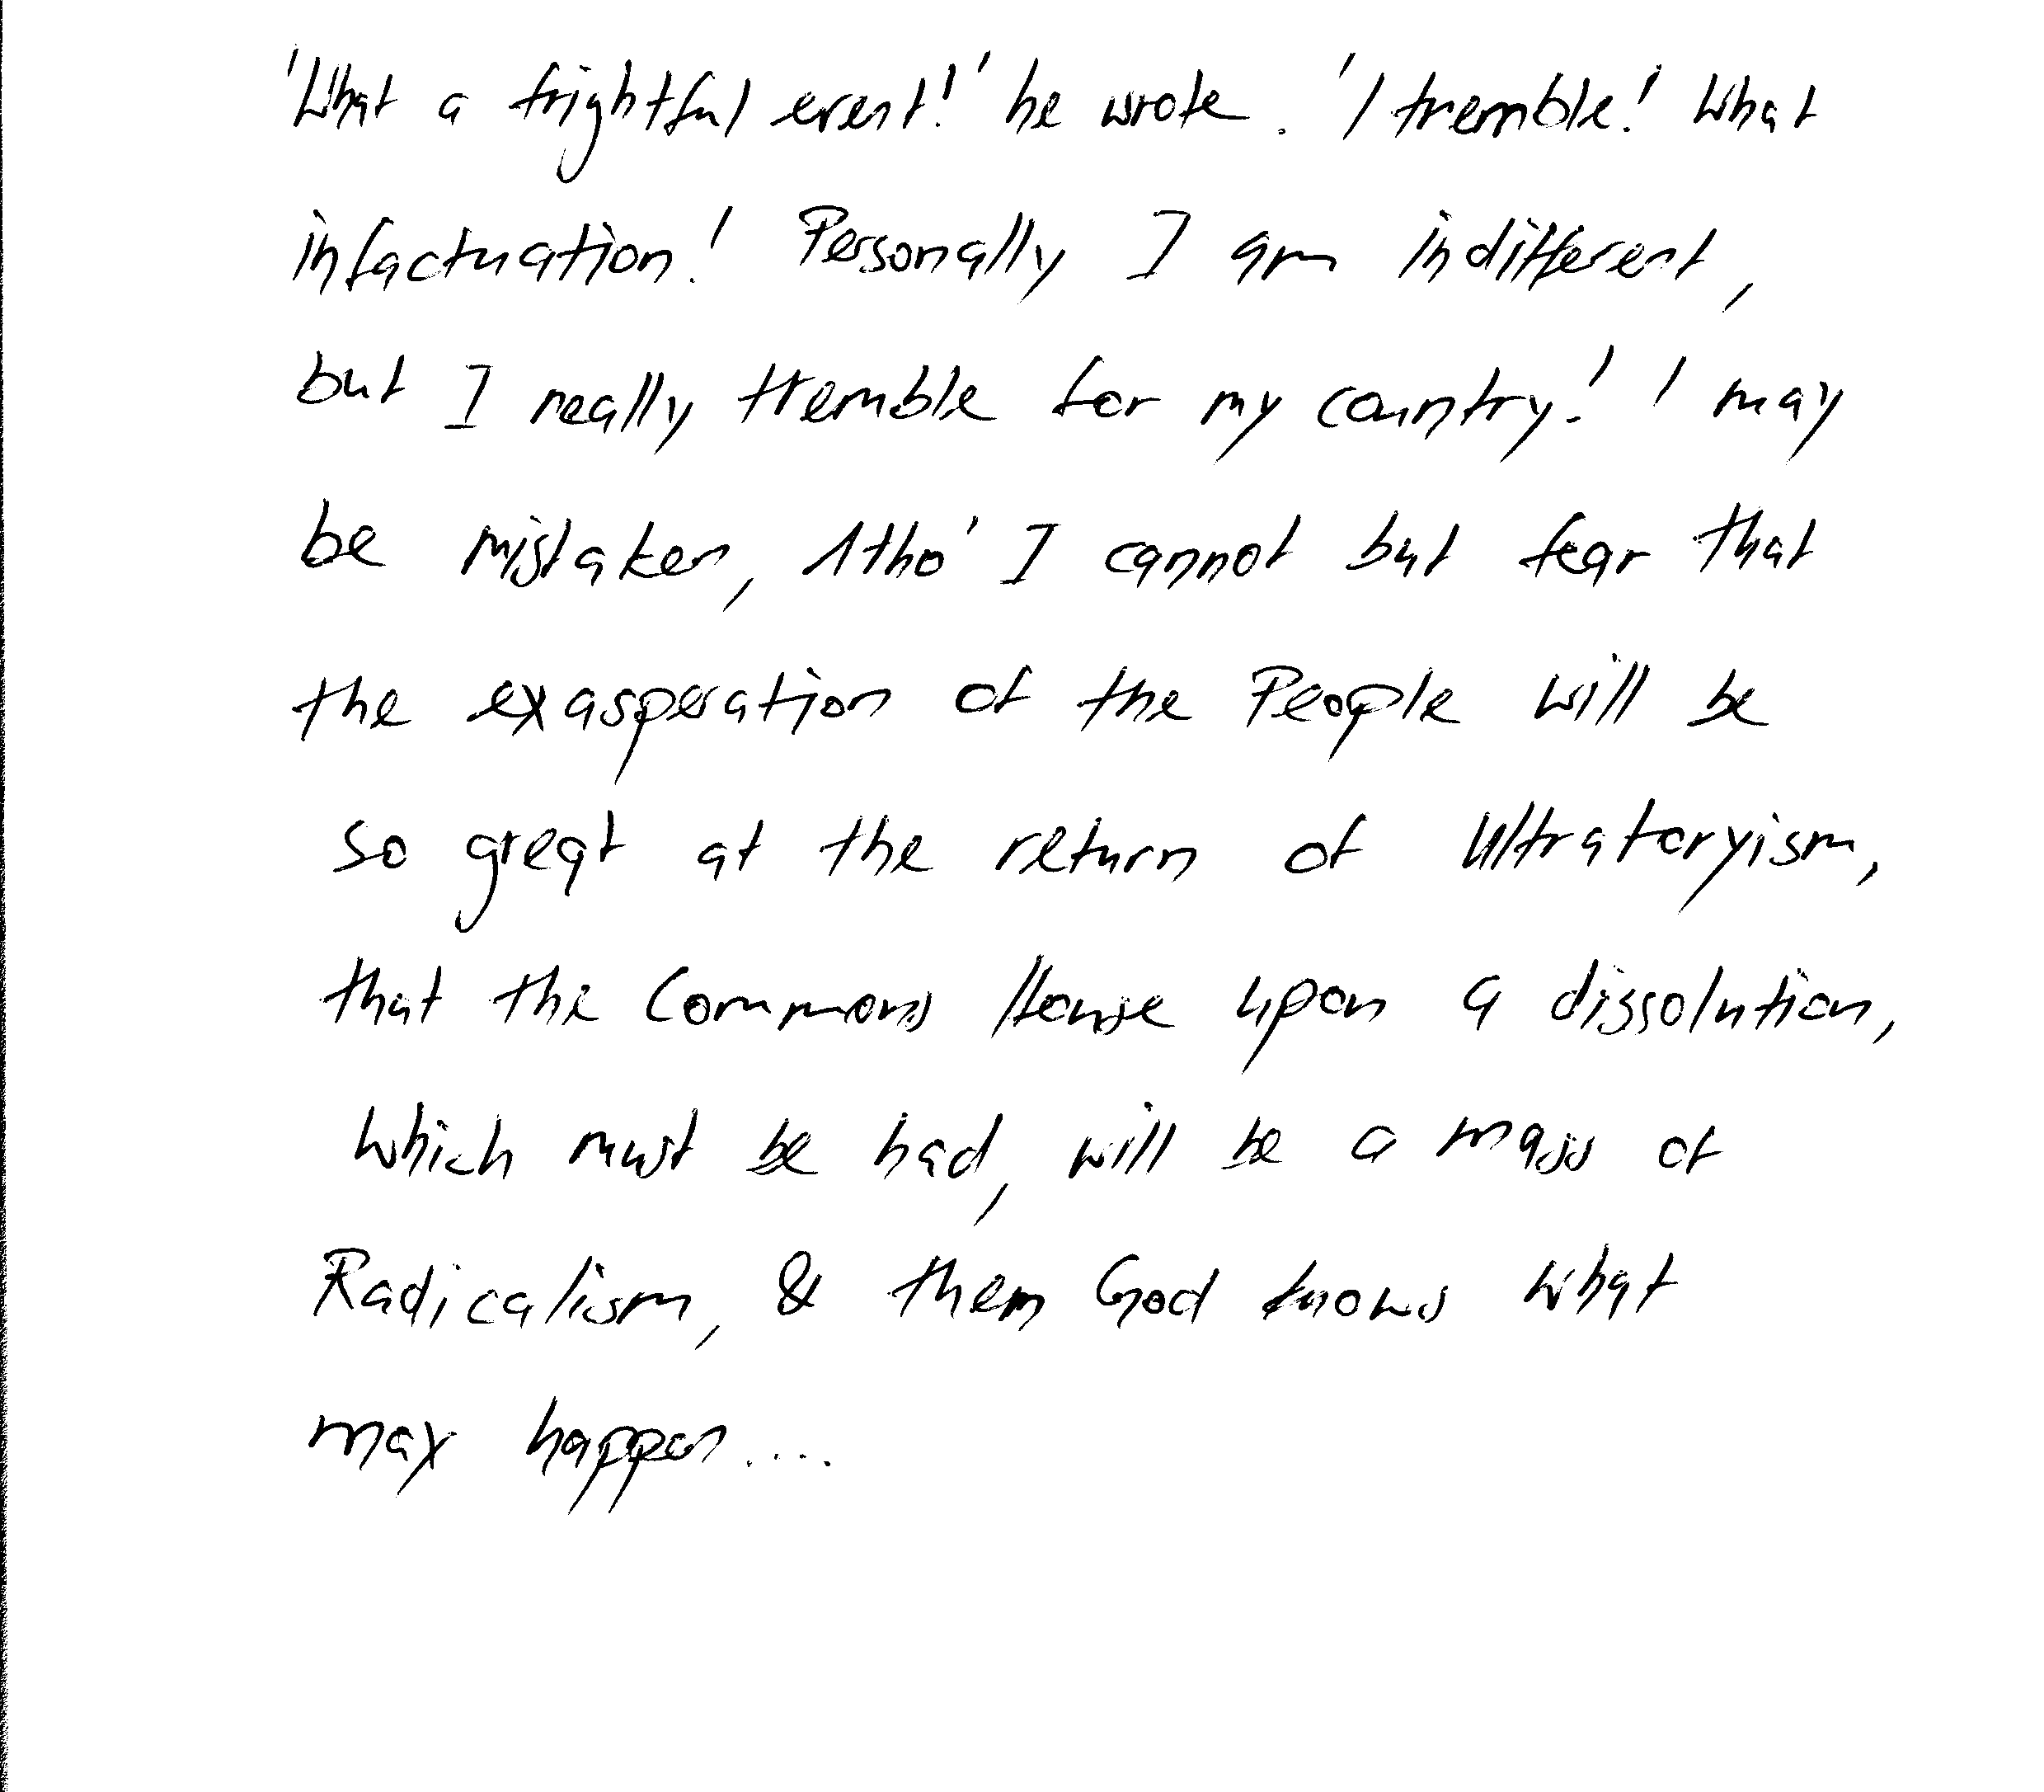 'What a frightful event!' he wrote. 'I tremble! What
infactuation! Personally I am indifferent,
but I really tremble for my country! I may
be mistaken, Atho' I cannot but fear that
the exasperation of the People will be
so great at the return of Ultratoryism,
that the Commons House upon a dissolution,
which must be had, will be a mass of
Radicalism, & them God knows what
may happen....